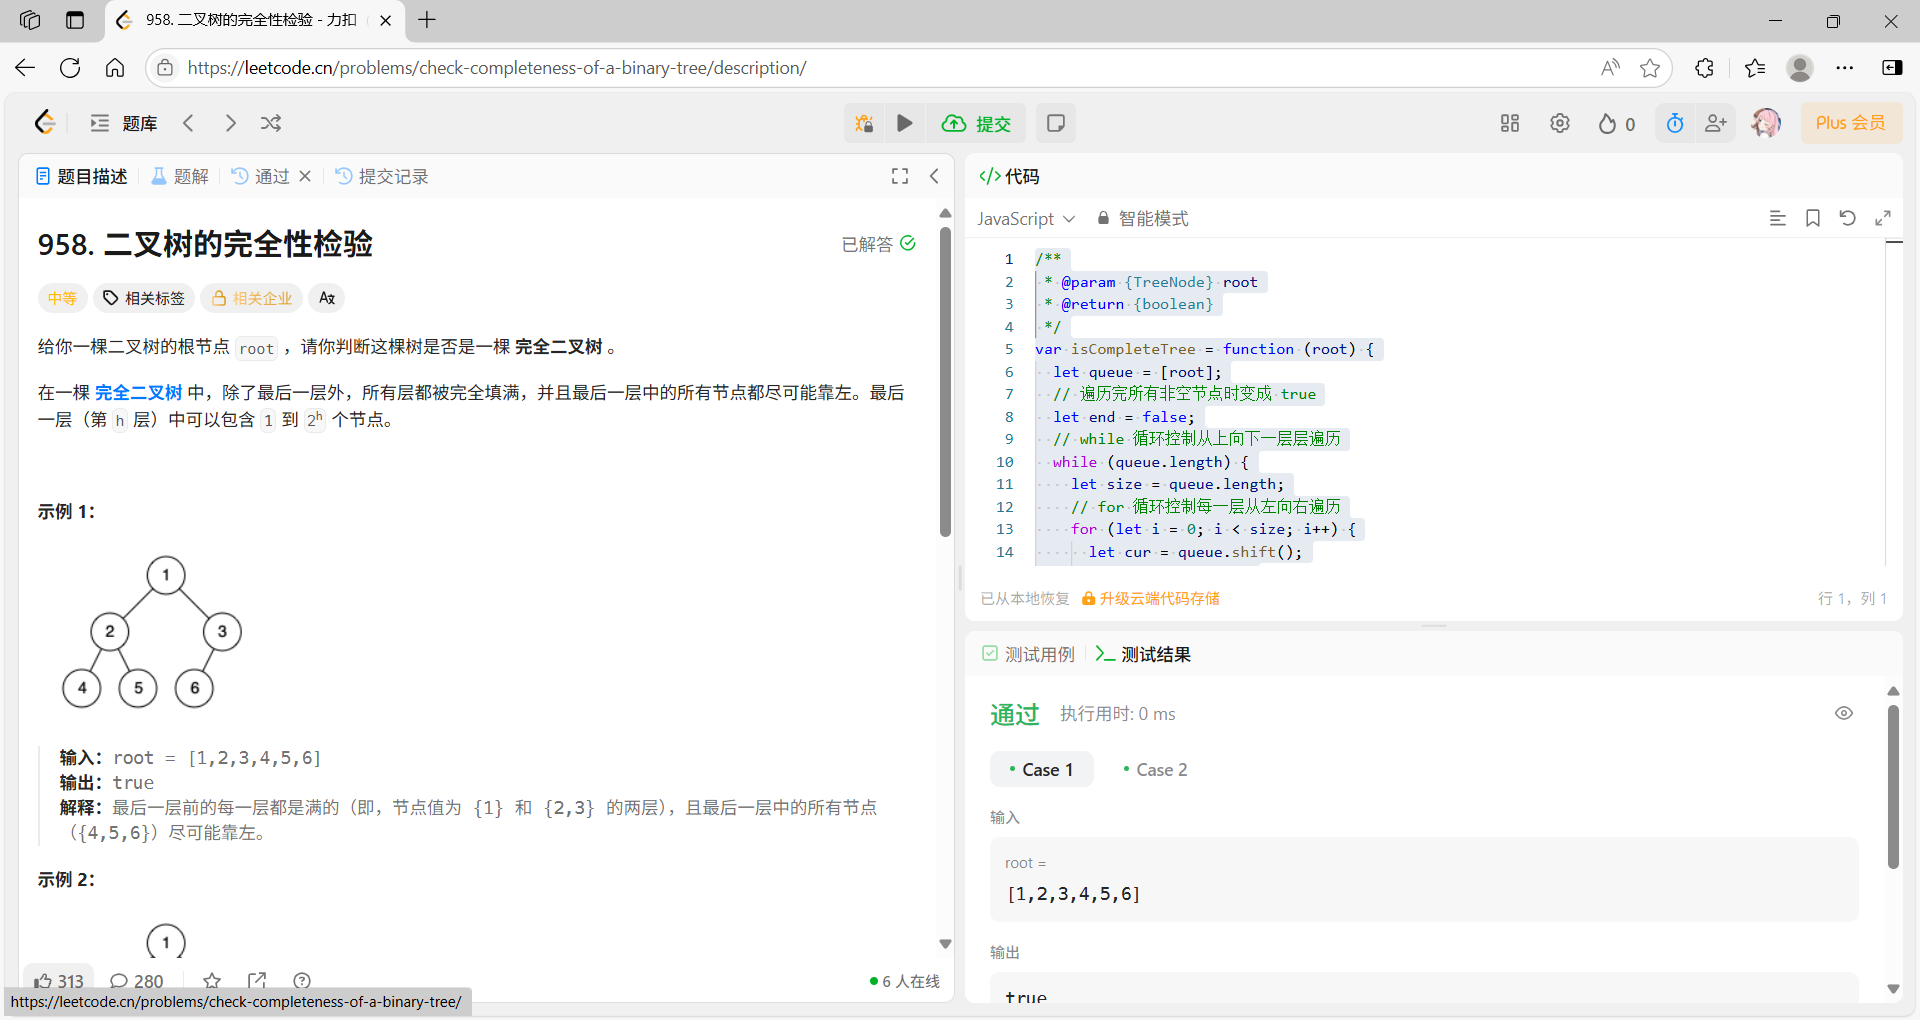 958. 二叉树的完全性检验 - 力扣
https://leetcode.cn/problems/check-completeness-of-a-binary-tree/description/
题库
提交
0
Plus 会员
题目描述
题解
通过
提交记录
958. 二叉树的完全性检验
已解答
中等
相关标签
相关企业
给你一棵二叉树的根节点 root ，请你判断这棵树是否是一棵 完全二叉树 。
在一棵 完全二叉树 中，除了最后一层外，所有层都被完全填满，并且最后一层中的所有节点都尽可能靠左。最后
一层（第 h 层）中可以包含 1 到 2ʰ 个节点。
示例 1：
1
2 3
4 5 6
输入：root = [1,2,3,4,5,6]
输出：true
解释：最后一层前的每一层都是满的（即，节点值为 {1} 和 {2,3} 的两层），且最后一层中的所有节点
（{4,5,6}）尽可能靠左。
示例 2：
1
313
280
6 人在线
https://leetcode.cn/problems/check-completeness-of-a-binary-tree/
</> 代码
JavaScript
智能模式
1 /**
2  * @param {TreeNode} root
3  * @return {boolean}
4  */
5 var isCompleteTree = function (root) {
6   let queue = [root];
7   // 遍历完所有非空节点时变成 true
8   let end = false;
9   // while 循环控制从上向下一层层遍历
10   while (queue.length) {
11     let size = queue.length;
12     // for 循环控制每一层从左向右遍历
13     for (let i = 0; i < size; i++) {
14       let cur = queue.shift();
已从本地恢复
升级云端代码存储
行 1，列 1
测试用例
测试结果
通过
执行用时: 0 ms
Case 1
Case 2
输入
root =
[1,2,3,4,5,6]
输出
true